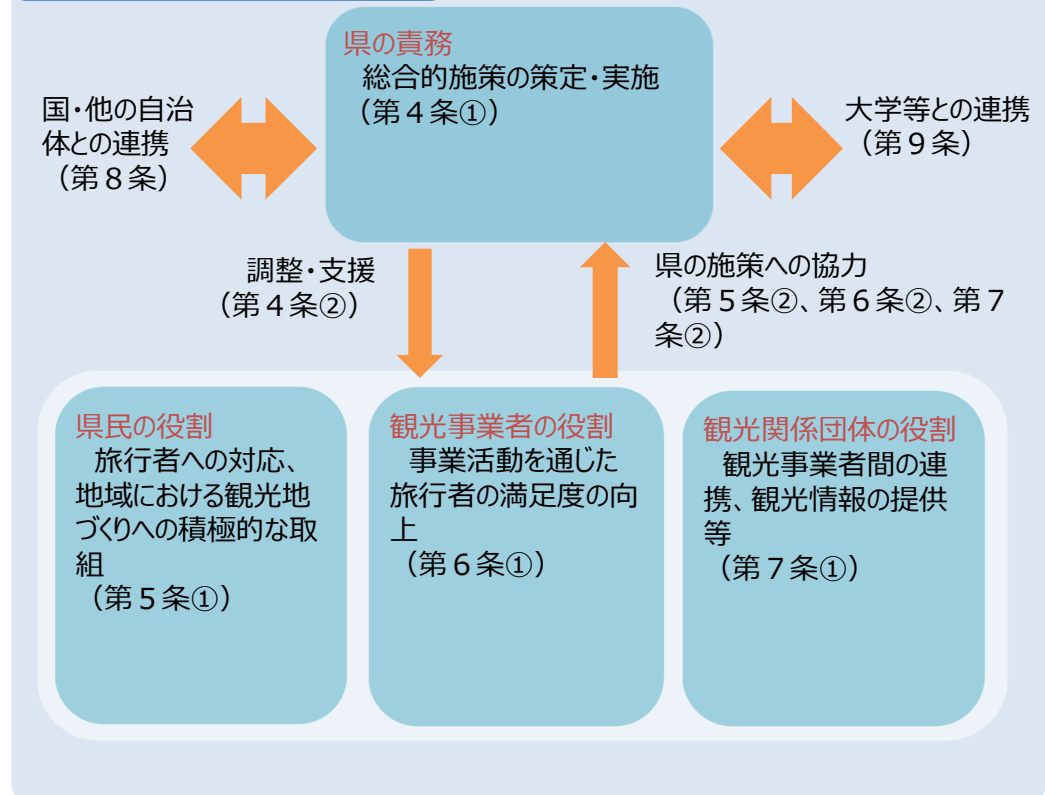 県の責務
総合的施策の策定・実施
(第4条①)
国・他の自治
体との連携
(第8条)
大学等との連携
(第9条)
調整・支援
(第4条②)
県の施策への協力
(第5条②、第6条②、第7
条②)
県民の役割
旅行者への対応、
地域における観光地
づくりへの積極的な取
組
(第5条①)
観光事業者の役割
事業活動を通じた
旅行者の満足度の向
上
(第6条①)
観光関係団体の役割
観光事業者間の連
携、観光情報の提供
等
(第7条①)